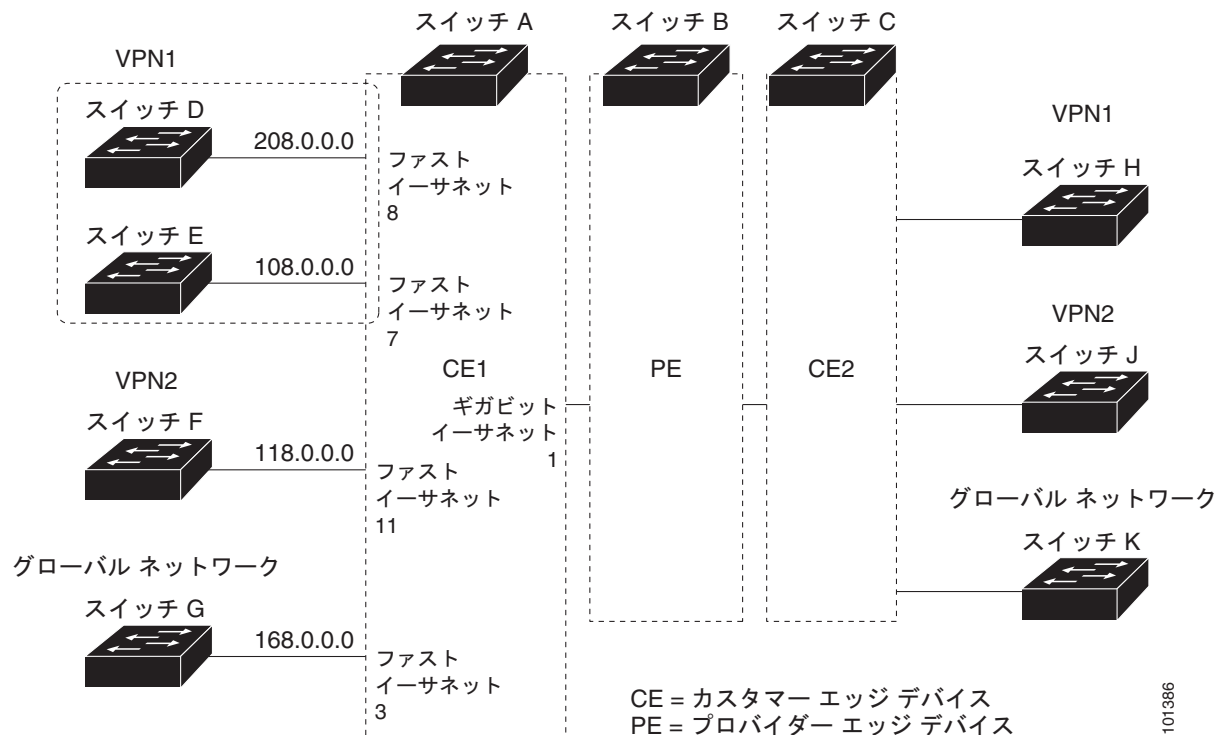 スイッチ A
スイッチ B
スイッチ C
VPN1
スイッチ D
208.0.0.0
ファスト
イーサネット
8
スイッチ E
108.0.0.0
ファスト
イーサネット
7
VPN2
スイッチ F
118.0.0.0
ファスト
イーサネット
11
グローバル ネットワーク
スイッチ G
168.0.0.0
ファスト
イーサネット
3
CE1
ギガビット
イーサネット
1
PE
CE2
VPN1
スイッチ H
VPN2
スイッチ J
グローバル ネットワーク
スイッチ K
CE = カスタマー エッジ デバイス
PE = プロバイダー エッジ デバイス
101386